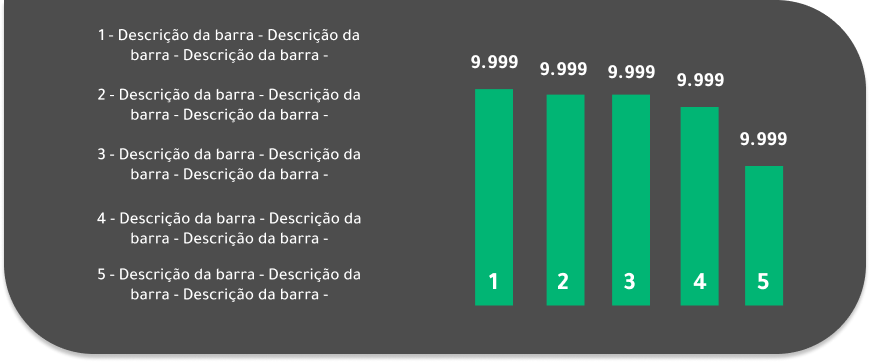 1 - Descrição da barra - Descrição da
barra - Descrição da barra -
2 - Descrição da barra - Descrição da
barra - Descrição da barra -
3 - Descrição da barra - Descrição da
barra - Descrição da barra -
4 - Descrição da barra - Descrição da
barra - Descrição da barra -
5 - Descrição da barra - Descrição da
barra - Descrição da barra -
9.999
9.999
9.999
9.999
9.999
1
2
3
4
5